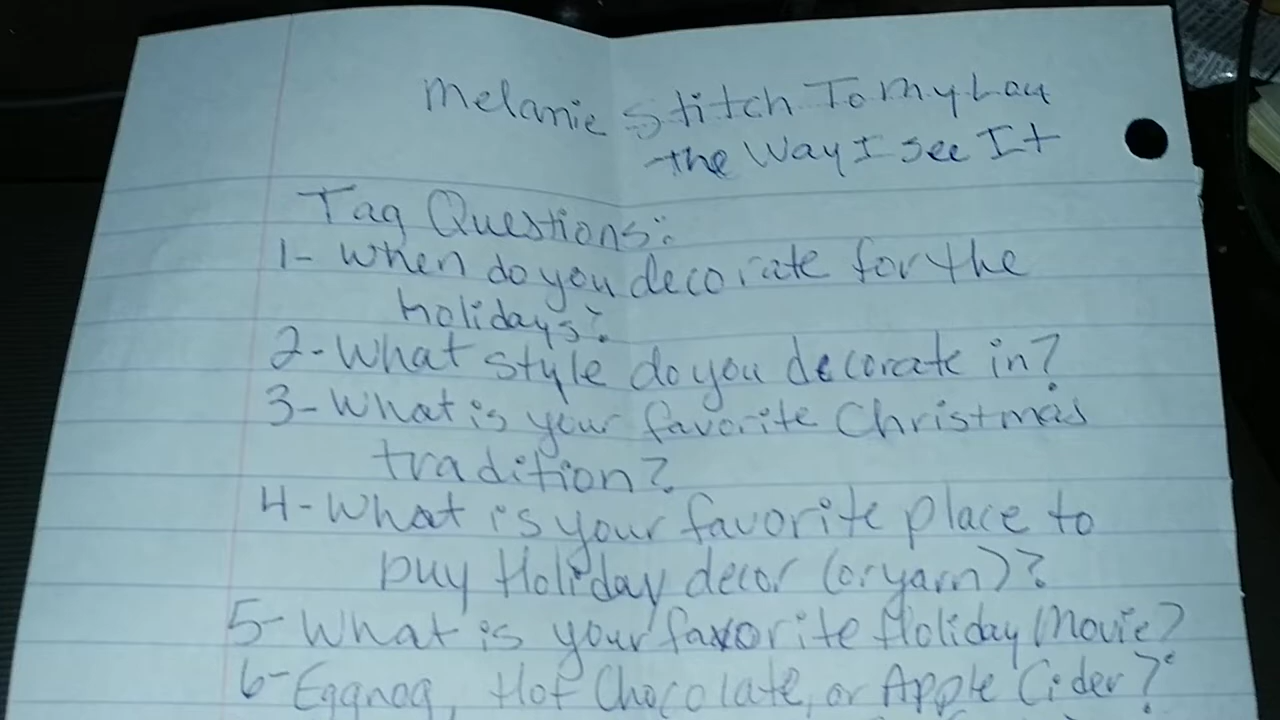 Melanie Stitch To My Lou
the Way I see It
Tag Questions:
1- When do you decorate for the
holidays?
2- What style do you decorate in?
3- What is your favorite Christmas
tradition?
4- What is your favorite place to
buy Holiday decor (or yarn)?
5- What is your favorite Holiday Movie?
6- Eggnog, Hot Chocolate, or Apple Cider?